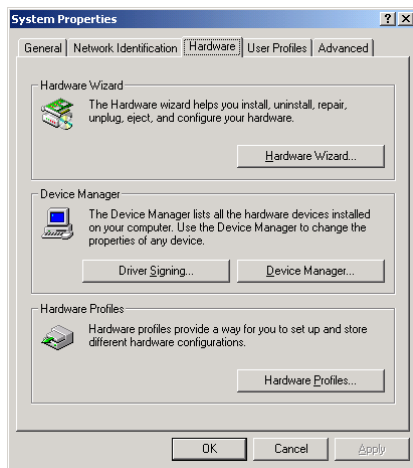 System Properties
General Network Identification Hardware User Profiles Advanced
Hardware Wizard
The Hardware wizard helps you install, uninstall, repair,
unplug, eject, and configure your hardware.
Hardware Wizard...
Device Manager
The Device Manager lists all the hardware devices installed
on your computer. Use the Device Manager to change the
properties of any device.
Driver Signing... Device Manager...
Hardware Profiles
Hardware profiles provide a way for you to set up and store
different hardware configurations.
Hardware Profiles...
OK Cancel Apply